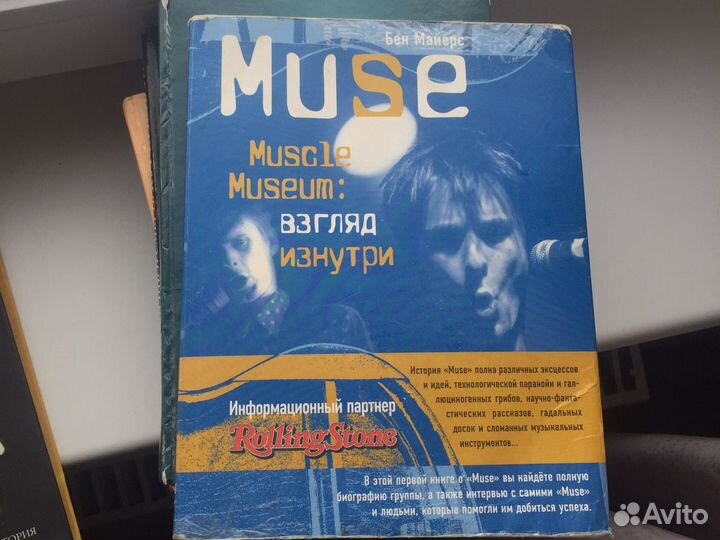 Бен Майерс
Muse
Muscle
Museum:
взгляд
изнутри
История «Muse» полна различных эксцессов
и идей, технологической паранойи и гал-
люциногенных грибов, научно-фанта-
стических рассказов, гадальных
досок и сломанных музыкальных
инструментов...
Информационный партнер
RollingStone
В этой первой книге о «Muse» вы найдёте полную
биографию группы, а также интервью с самими «Muse»
и людьми, которые помогли им добиться успеха.
ТОРИЯ
Avito